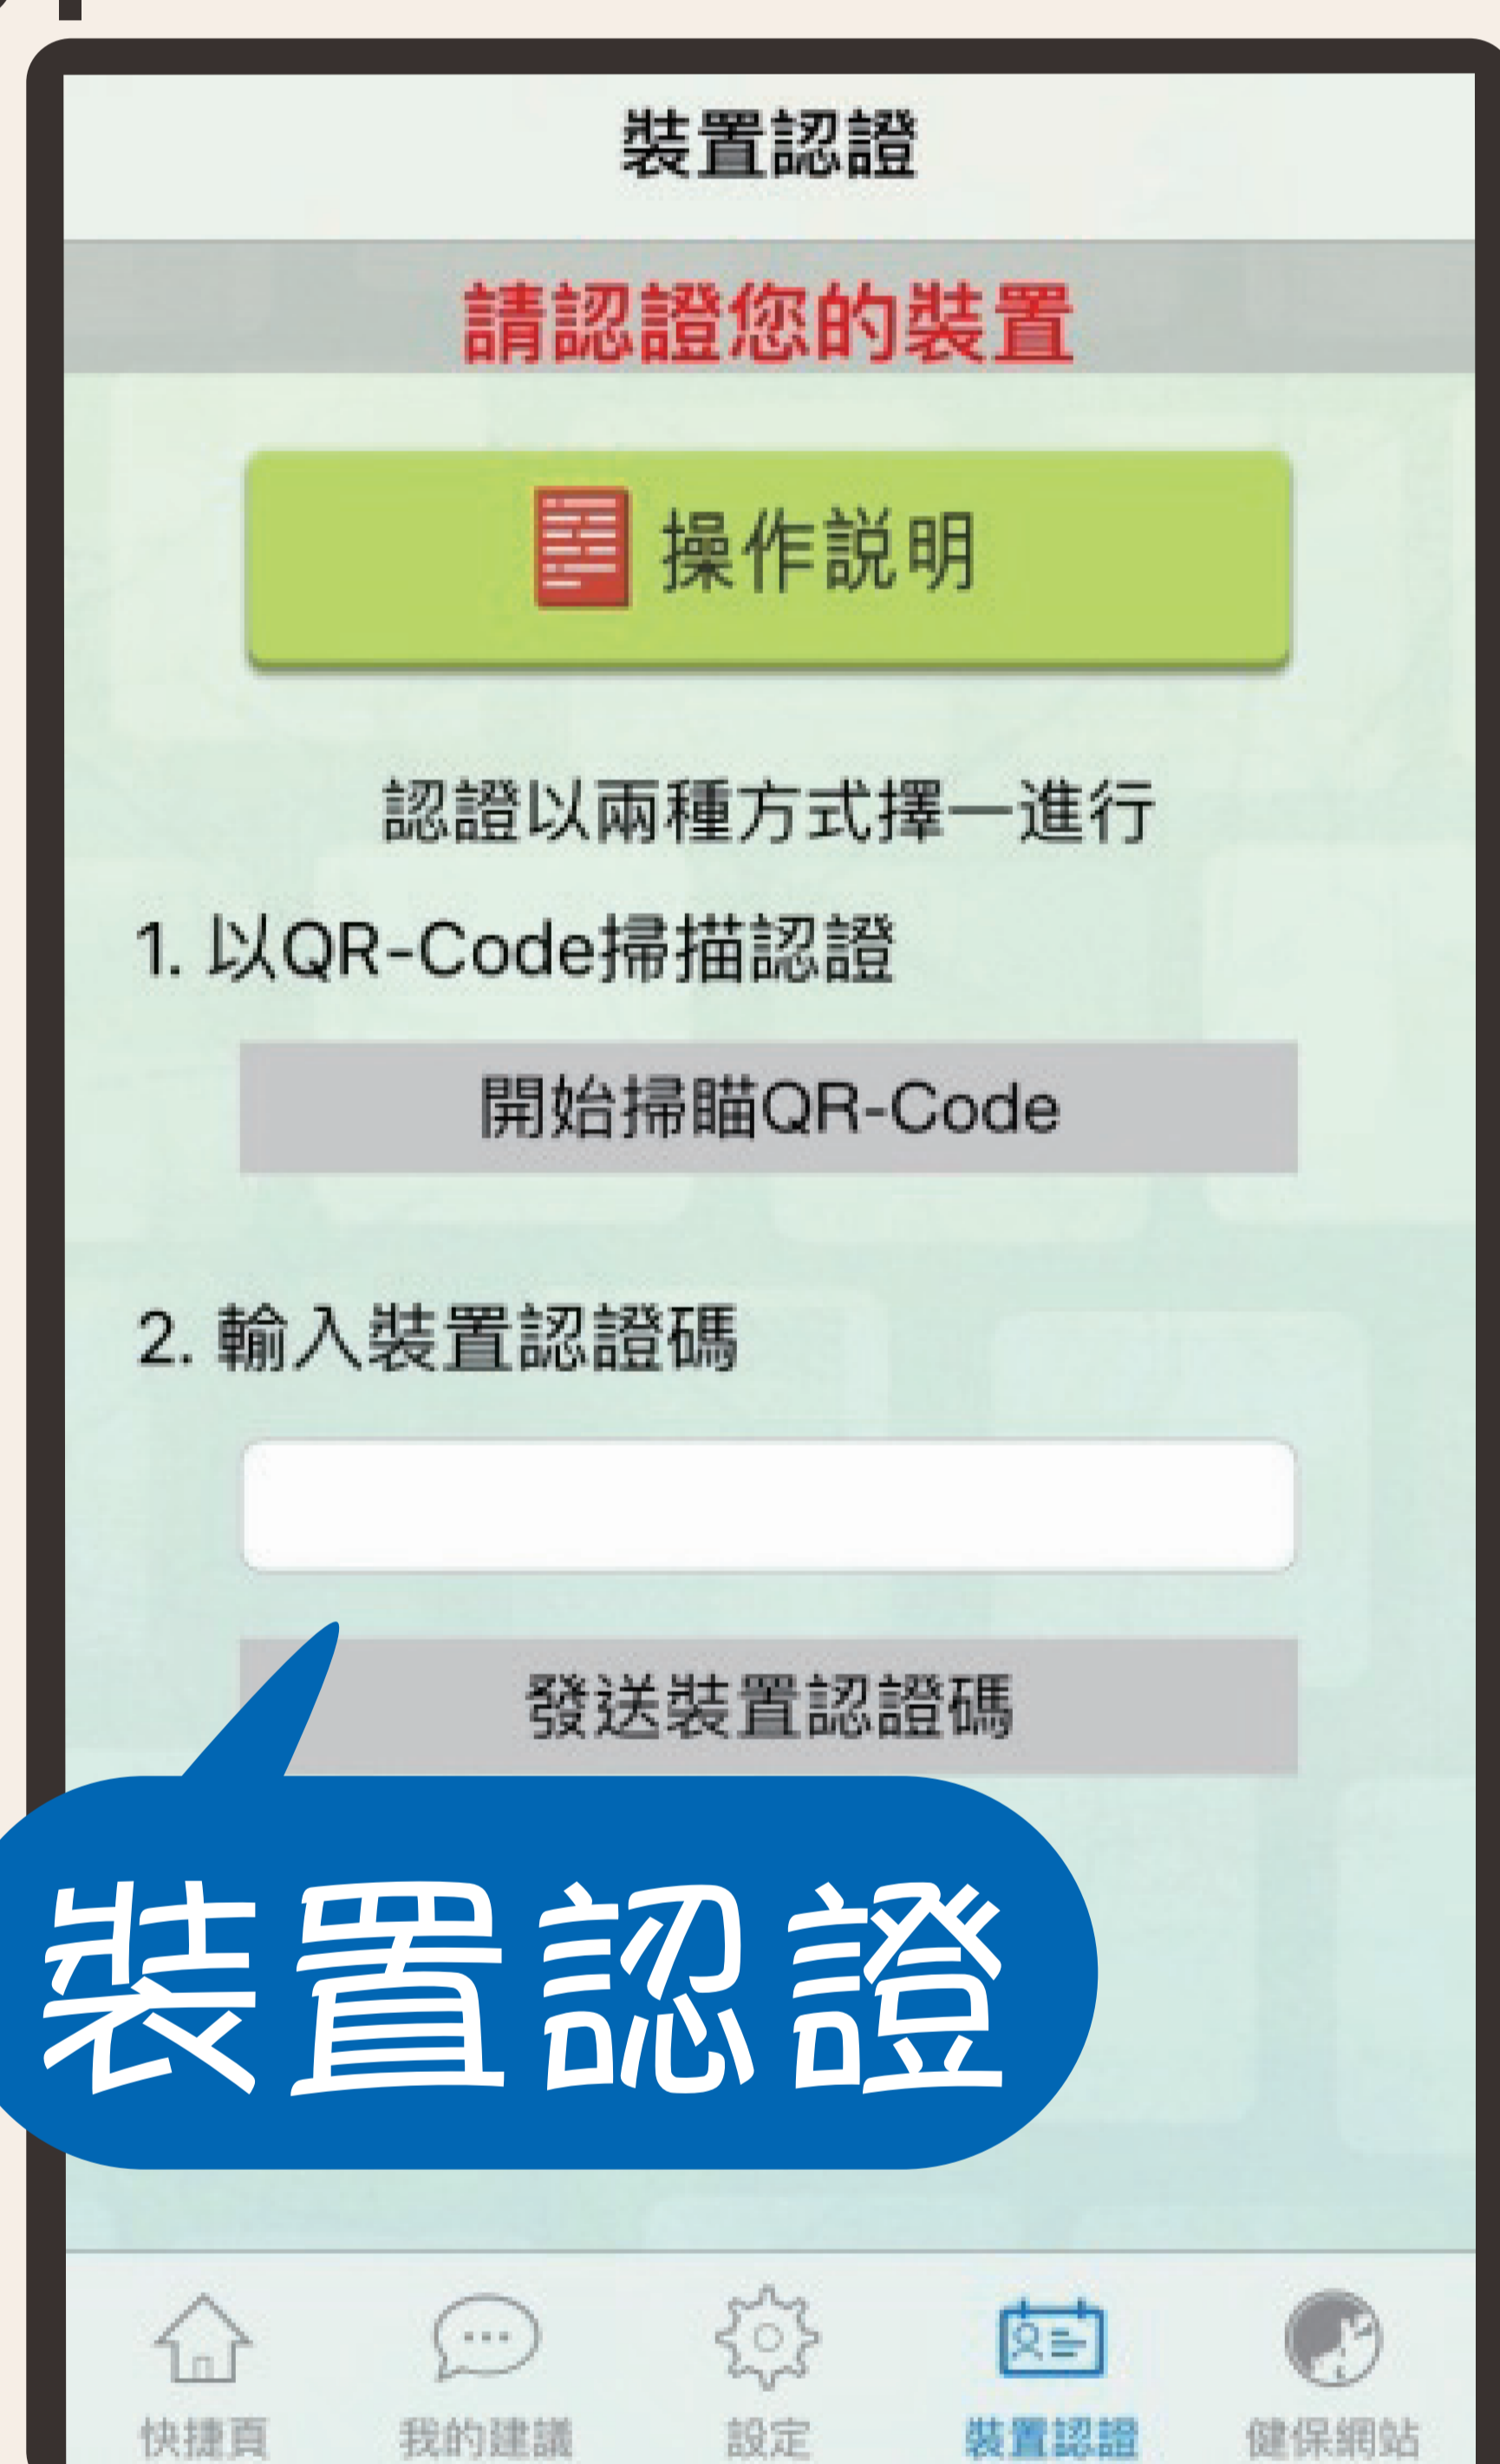 裝置認證
請認證您的裝置
操作説明
認證以兩種方式擇一進行
1. 以QR-Code掃描認證
開始掃瞄QR-Code
2. 輸入裝置認證碼
發送裝置認證碼
裝置認證
快捷頁 我的建議 設定 裝置認證 健保網站